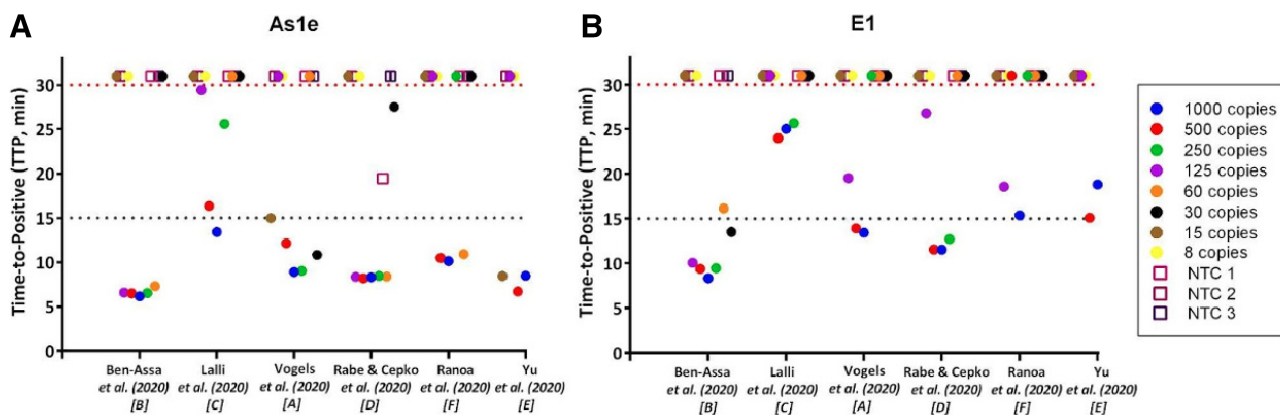 A
As1e
Time-to-Positive (TTP, min)
30
25
20
15
10
5
0
Ben-Assa
et al. (2020)
[B]
Lalli
et al. (2020)
[C]
Vogels
et al. (2020)
[A]
Rabe & Cepko
et al. (2020)
[D]
Ranoa
et al. (2020)
[F]
Yu
et al. (2020)
[E]
B
E1
Time-to-Positive (TTP, min)
30
25
20
15
10
5
0
Ben-Assa
et al. (2020)
[B]
Lalli
et al. (2020)
[C]
Vogels
et al. (2020)
[A]
Rabe & Cepko
et al. (2020)
[D]
Ranoa
et al. (2020)
[F]
Yu
et al. (2020)
[E]
1000 copies
500 copies
250 copies
125 copies
60 copies
30 copies
15 copies
8 copies
NTC 1
NTC 2
NTC 3